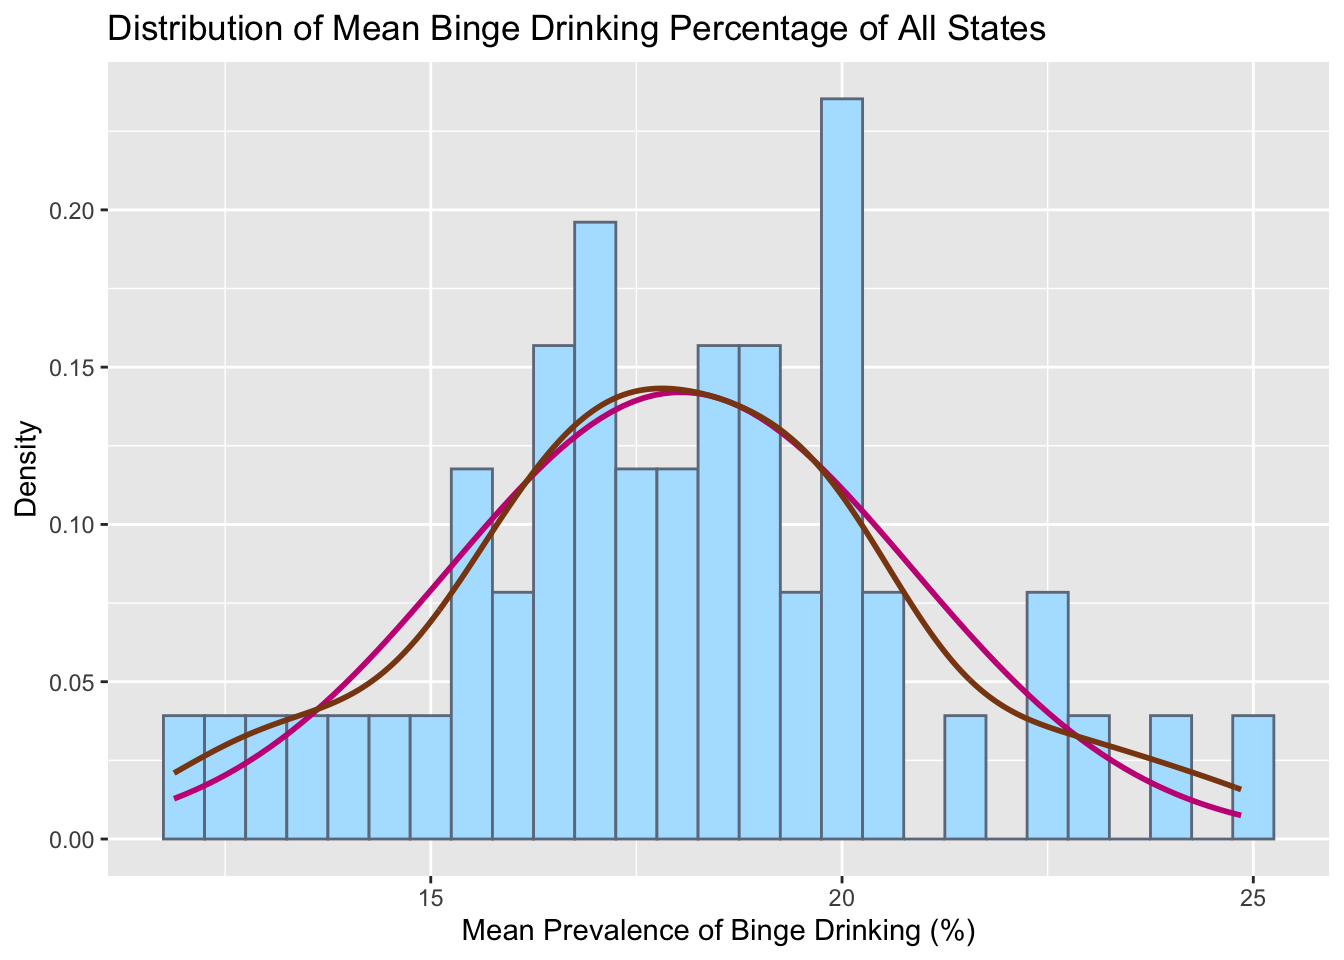 Distribution of Mean Binge Drinking Percentage of All States
Density
0.20
0.15
0.10
0.05
0.00
15 20 25
Mean Prevalence of Binge Drinking (%)